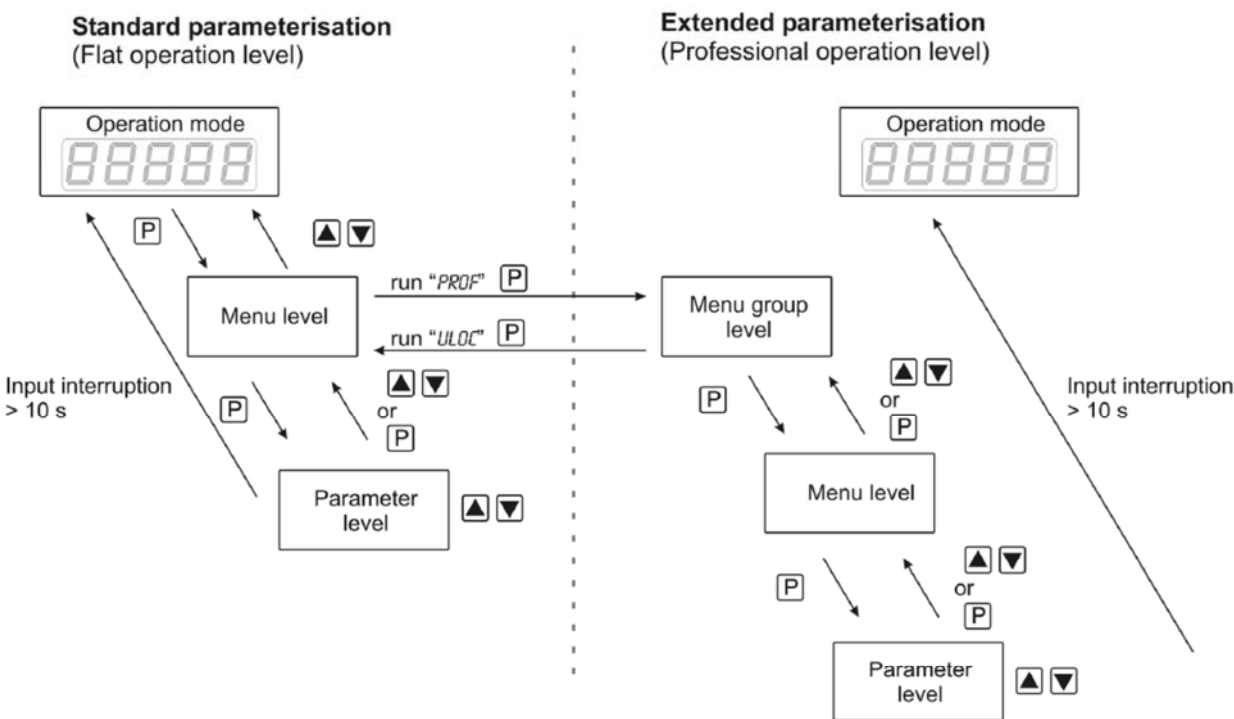 Standard parameterisation
(Flat operation level)
Operation mode
88888
P
▲ ▼
Menu level
run "PROF" P
run "ULOC" P
Input interruption
> 10 s
P
▲ ▼
or
P
Parameter
level
▲ ▼
Extended parameterisation
(Professional operation level)
Operation mode
88888
Menu group
level
P
▲ ▼
or
P
Input interruption
> 10 s
Menu level
P
▲ ▼
or
P
Parameter
level
▲ ▼